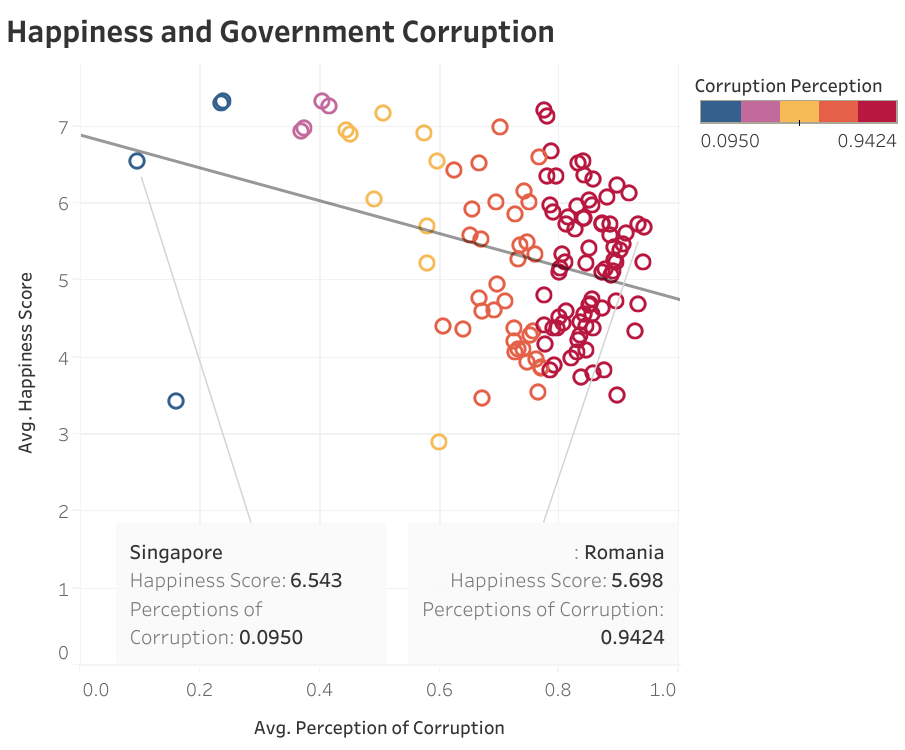 Happiness and Government Corruption
Corruption Perception
0.0950 0.9424
Avg. Happiness Score
7
6
5
4
3
2
1
0
Singapore
Happiness Score: 6.543
Perceptions of
Corruption: 0.0950
: Romania
Happiness Score: 5.698
Perceptions of Corruption:
0.9424
0.0 0.2 0.4 0.6 0.8 1.0
Avg. Perception of Corruption